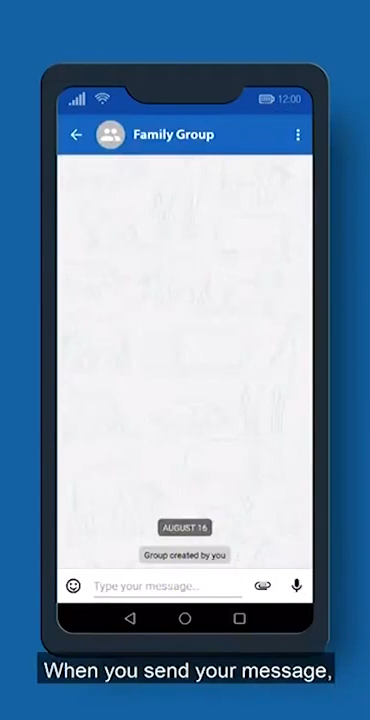 12:00
Family Group
AUGUST 16
Group created by you
Type your message...
When you send your message,